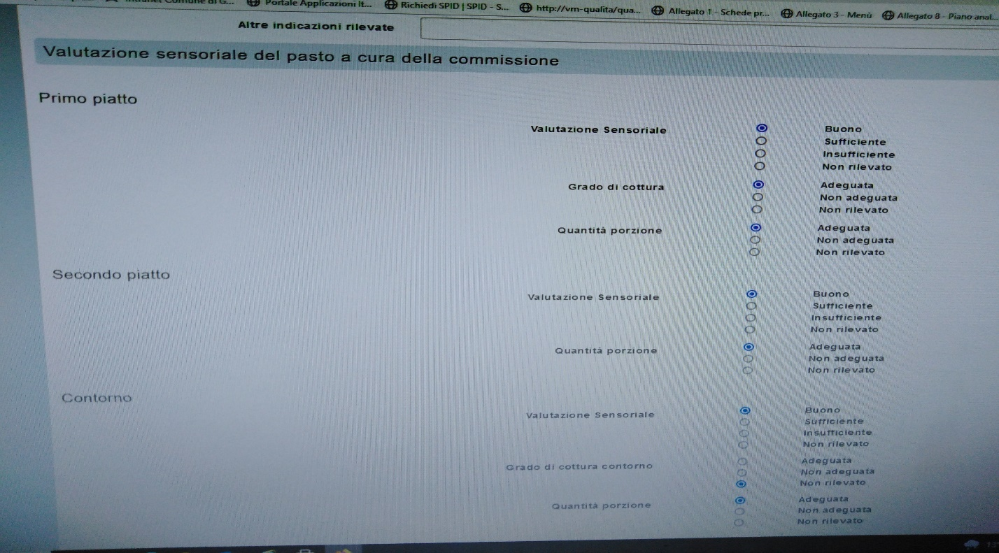 Portale Applicazioni It...
Richiedi SPID | SPID - S...
http://vm-qualita/qua...
Allegato 1 - Schede pr...
Allegato 3 - Menù
Allegato 8 - Piano anal...
Altre indicazioni rilevate
Valutazione sensoriale del pasto a cura della commissione
Primo piatto
Valutazione Sensoriale
Buono
Sufficiente
Insufficiente
Non rilevato
Grado di cottura
Adeguata
Non adeguata
Non rilevato
Quantità porzione
Adeguata
Non adeguata
Non rilevato
Secondo piatto
Valutazione Sensoriale
Buono
Sufficiente
Insufficiente
Non rilevato
Quantità porzione
Adeguata
Non adeguata
Non rilevato
Contorno
Valutazione Sensoriale
Buono
Sufficiente
Insufficiente
Non rilevato
Grado di cottura contorno
Adeguata
Non adeguata
Non rilevato
Quantità porzione
Adeguata
Non adeguata
Non rilevato